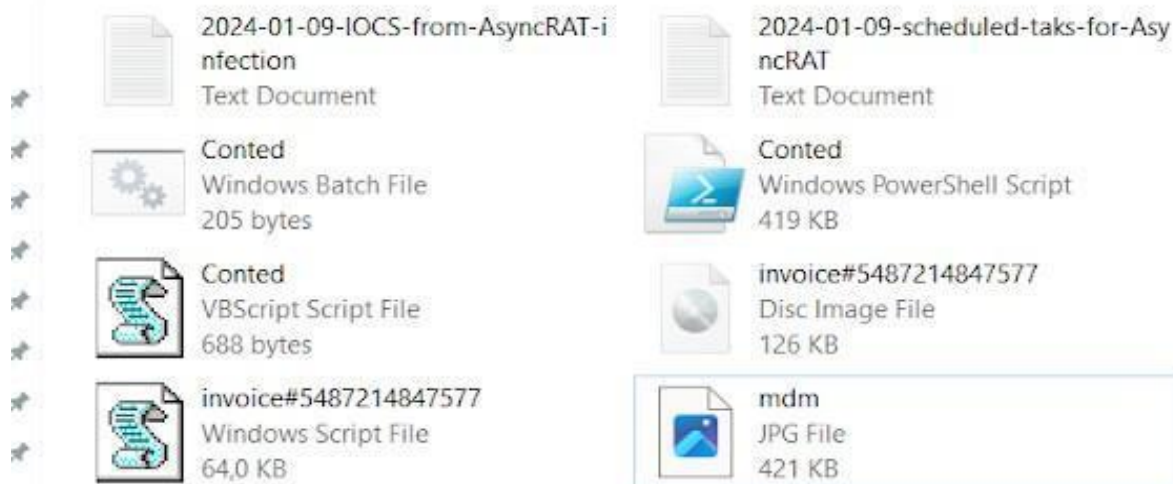 2024-01-09-IOCS-from-AsyncRAT-i
nfection
Text Document
2024-01-09-scheduled-taks-for-Asy
ncRAT
Text Document
Conted
Windows Batch File
205 bytes
Conted
Windows PowerShell Script
419 KB
Conted
VBScript Script File
688 bytes
invoice#5487214847577
Disc Image File
126 KB
invoice#5487214847577
Windows Script File
64,0 KB
mdm
JPG File
421 KB